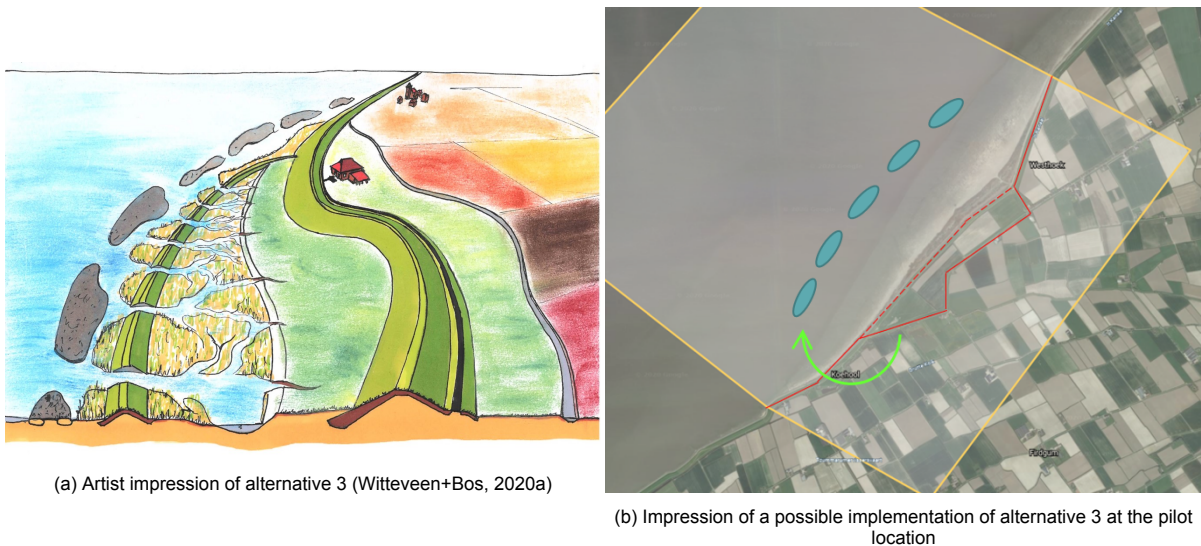 Westhoek
Koehool
Firdgum
(a) Artist impression of alternative 3 (Witteveen+Bos, 2020a)
(b) Impression of a possible implementation of alternative 3 at the pilot
location